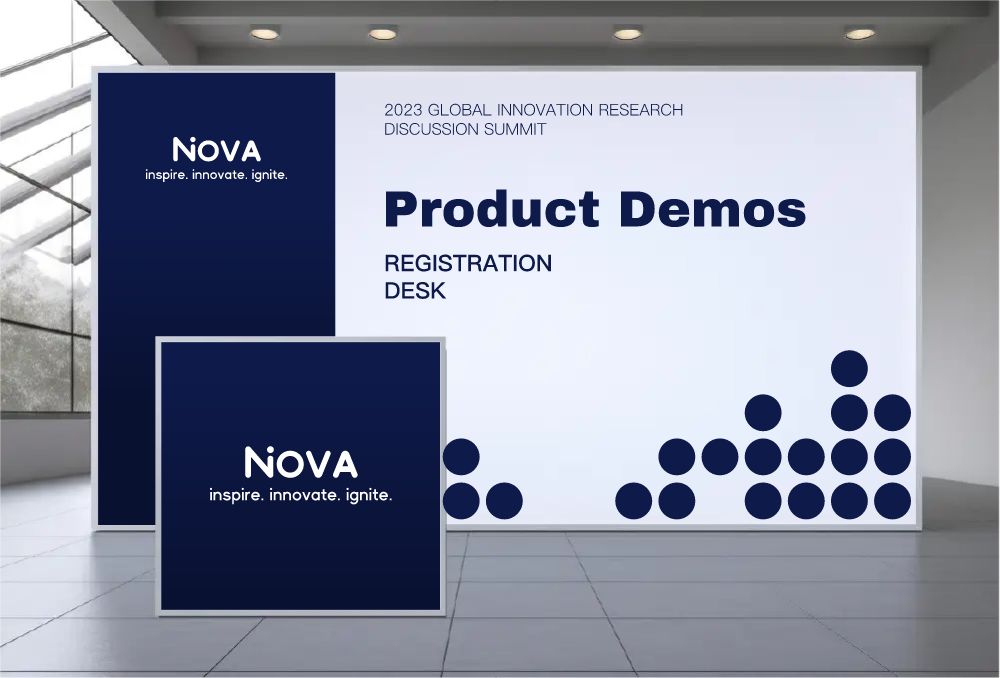 NOVA
inspire. innovate. ignite.
2023 GLOBAL INNOVATION RESEARCH
DISCUSSION SUMMIT
Product Demos
REGISTRATION
DESK
NOVA
inspire. innovate. ignite.